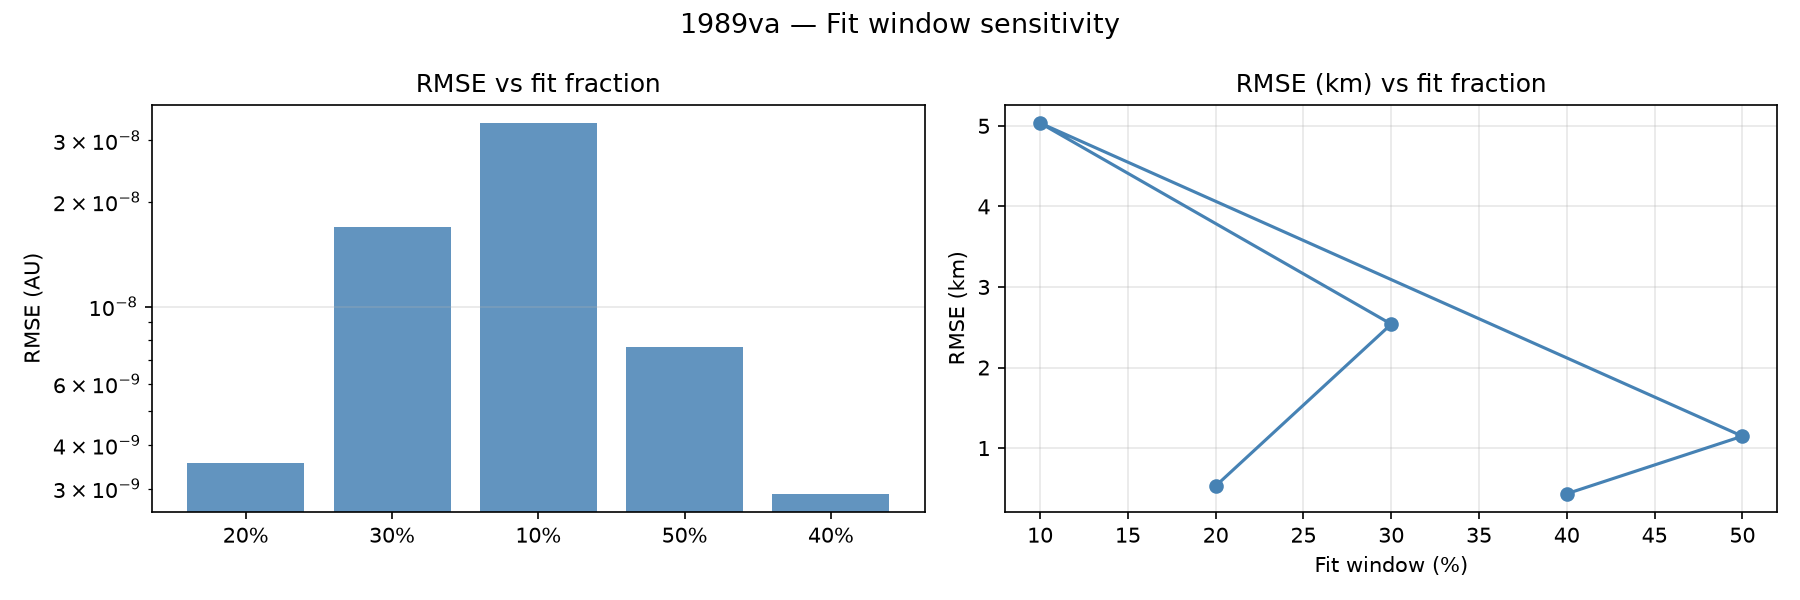 1989va — Fit window sensitivity
RMSE vs fit fraction
RMSE (AU)
3 × 10⁻⁸
2 × 10⁻⁸
10⁻⁸
6 × 10⁻⁹
4 × 10⁻⁹
3 × 10⁻⁹
20% 30% 10% 50% 40%
RMSE (km) vs fit fraction
RMSE (km)
5
4
3
2
1
10 15 20 25 30 35 40 45 50
Fit window (%)